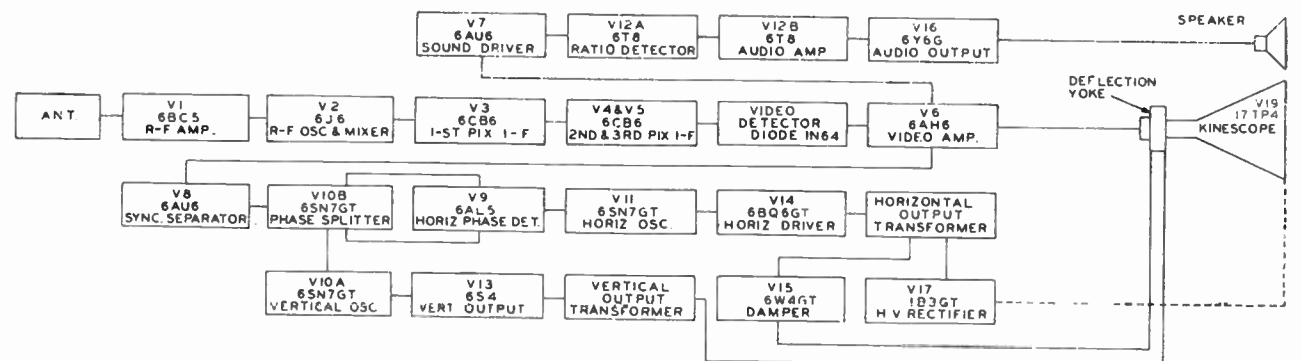 V7
6AU6
SOUND DRIVER
V12A
6T8
RATIO DETECTOR
V12B
6T8
AUDIO AMP
V16
6Y6G
AUDIO OUTPUT
SPEAKER
DEFLECTION
YOKE
ANT.
V1
6BC5
R-F AMP.
V2
6J6
R-F OSC & MIXER
V3
6CB6
1-ST PIX I-F
V4 & V5
6CB6
2ND & 3RD PIX I-F
VIDEO
DETECTOR
DIODE IN64
V6
6AH6
VIDEO AMP.
V19
17TP4
KINESCOPE
V8
6AU6
SYNC. SEPARATOR
V10B
6SN7GT
PHASE SPLITTER
V9
6AL5
HORIZ PHASE DET.
V11
6SN7GT
HORIZ OSC.
V14
6BQ6GT
HORIZ DRIVER
HORIZONTAL
OUTPUT
TRANSFORMER
V10A
6SN7GT
VERTICAL OSC
V13
6S4
VERT OUTPUT
VERTICAL
OUTPUT
TRANSFORMER
V15
6W4GT
DAMPER
V17
1B3GT
H V RECTIFIER